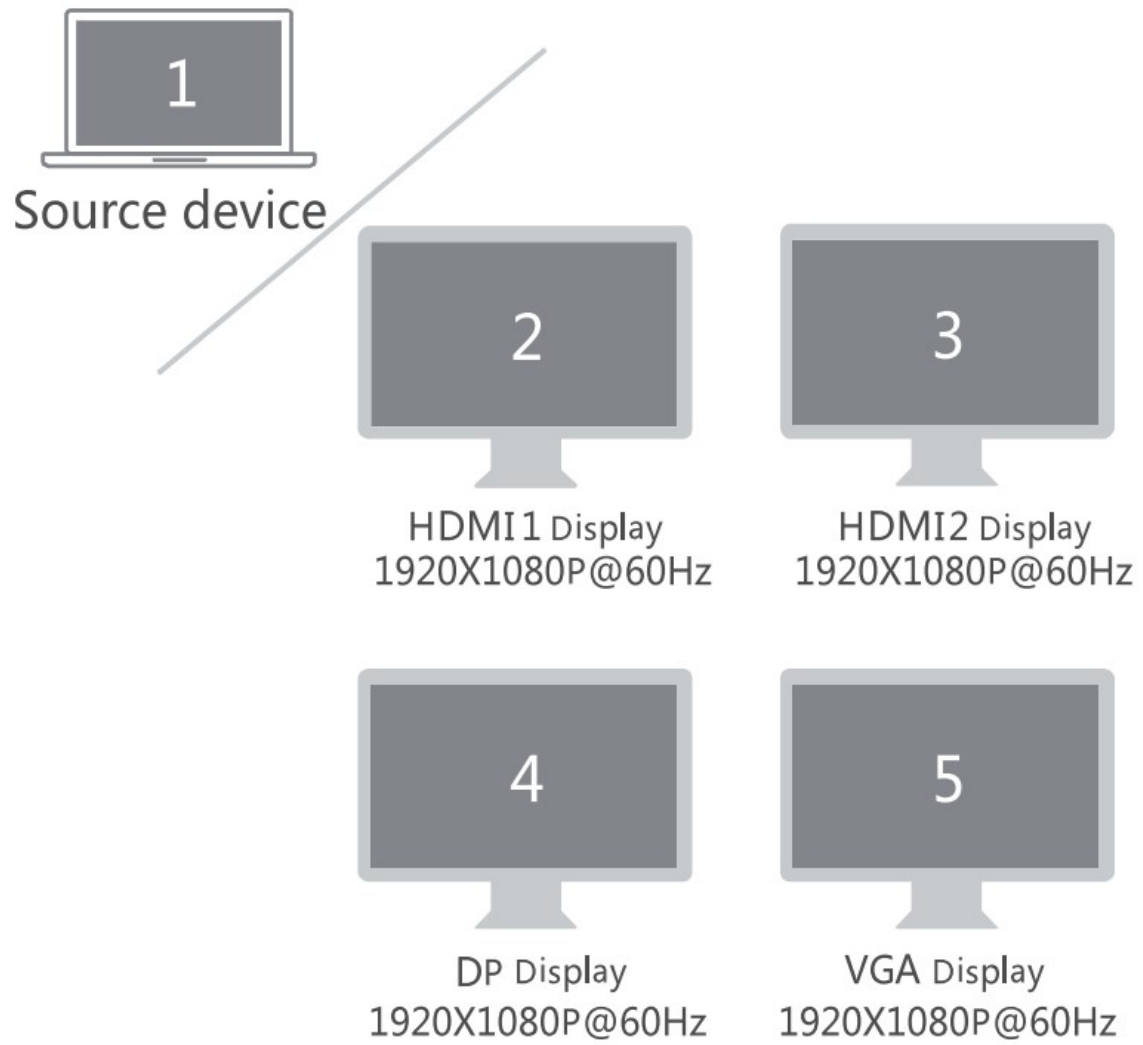 1
Source device
2
3
HDMI1 Display
1920X1080P@60Hz
HDMI2 Display
1920X1080P@60Hz
4
5
DP Display
1920X1080P@60Hz
VGA Display
1920X1080P@60Hz